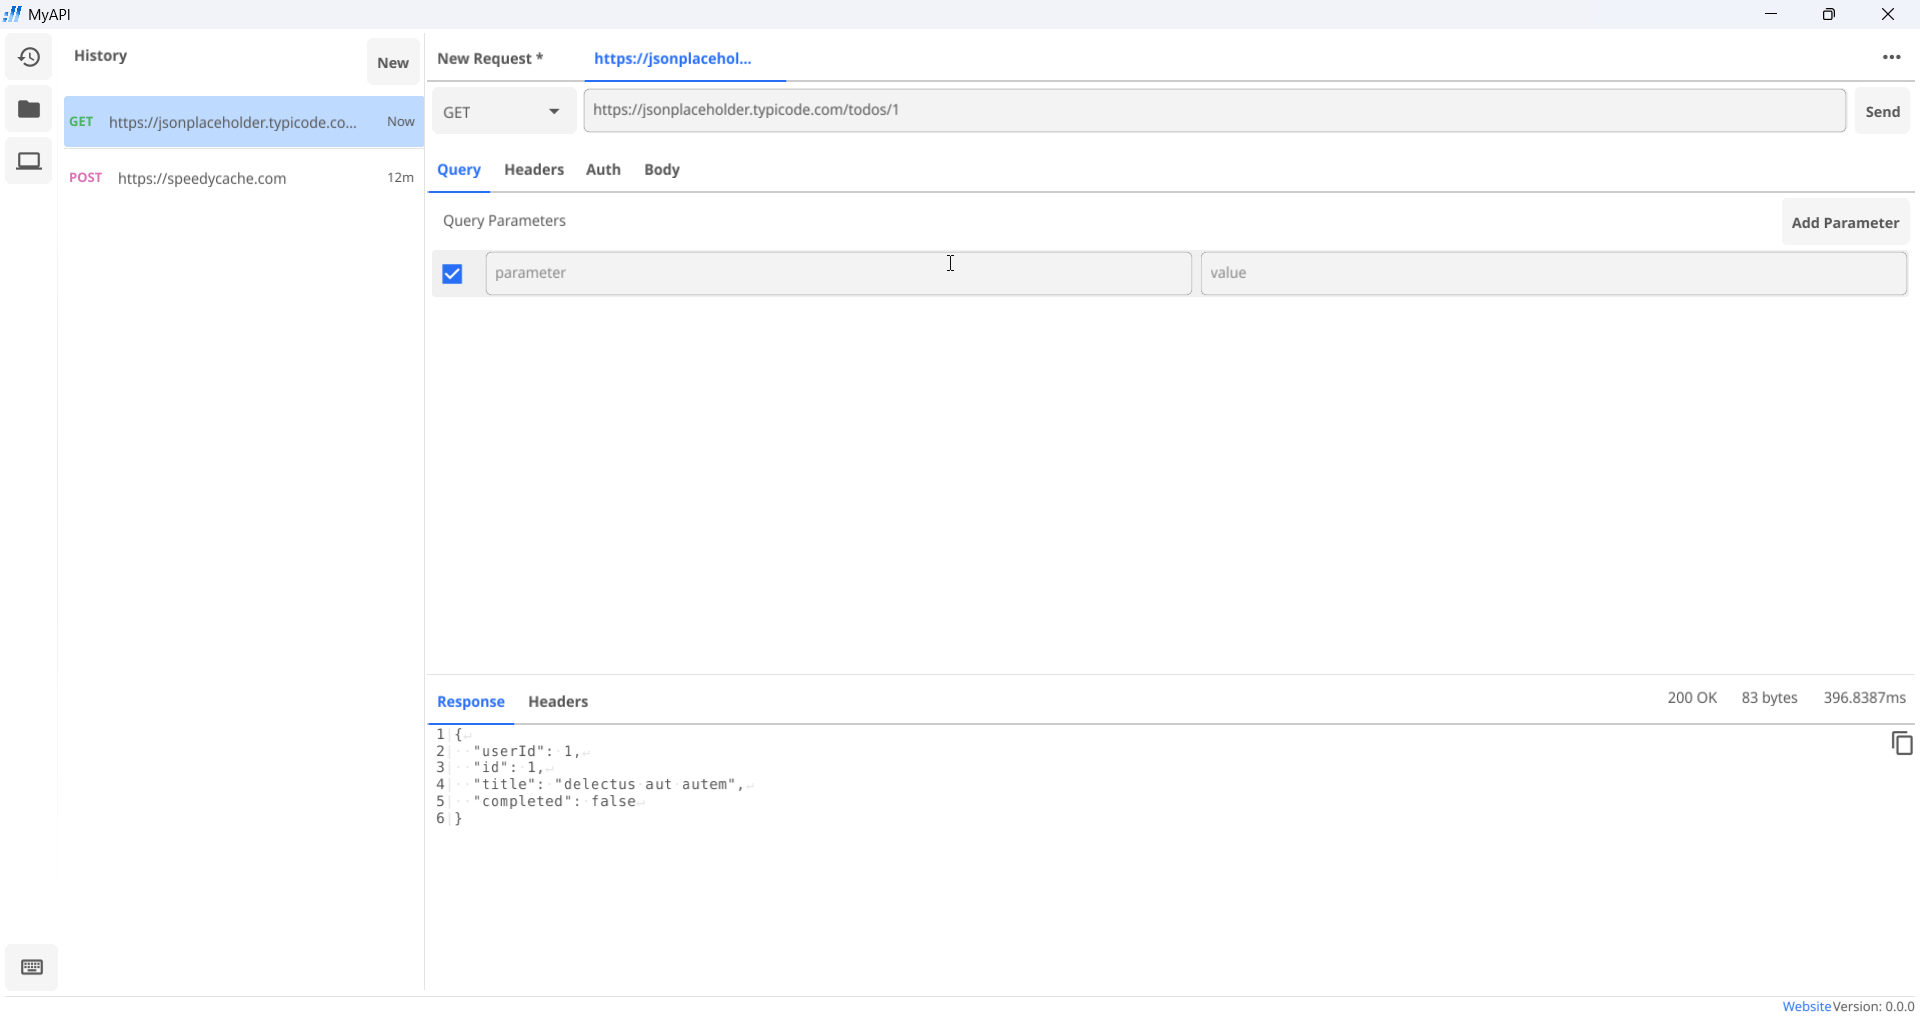 MyAPI
History
New
GET https://jsonplaceholder.typicode.co... Now
POST https://speedycache.com 12m
New Request *
https://jsonplacehol...
GET
https://jsonplaceholder.typicode.com/todos/1
Send
Query Headers Auth Body
Query Parameters
Add Parameter
parameter
value
Response Headers
200 OK 83 bytes 396.8387ms
1 {
2 "userId": 1,
3 "id": 1,
4 "title": "delectus aut autem",
5 "completed": false
6 }
Website Version: 0.0.0